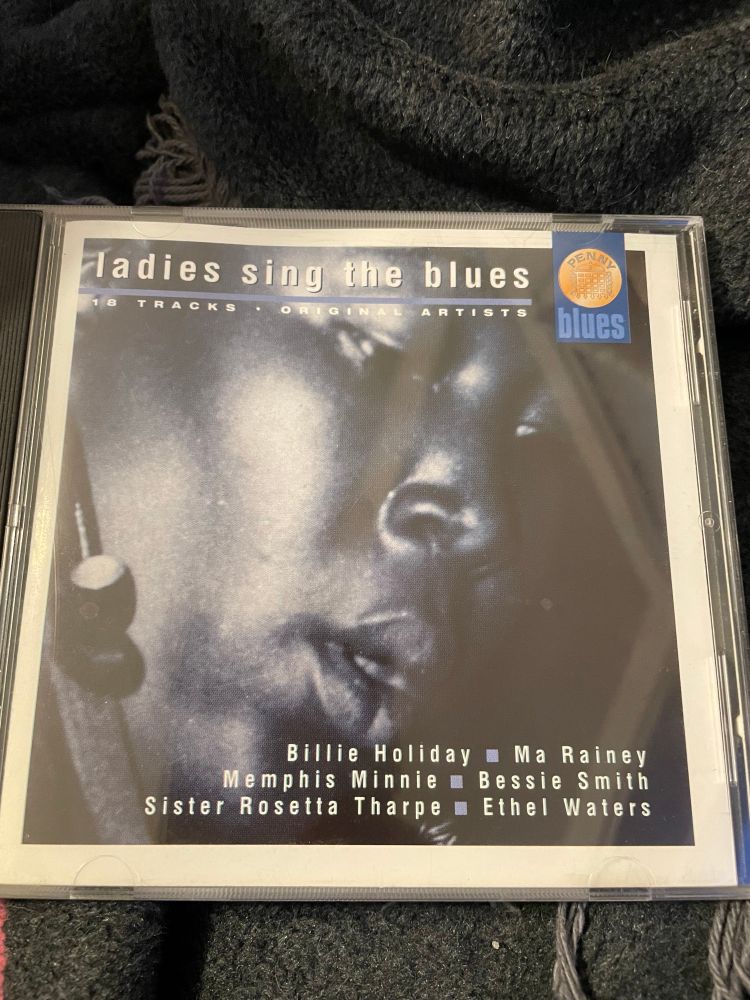 ladies sing the blues
18 TRACKS · ORIGINAL ARTISTS
PENNY
blues
Billie Holiday ■ Ma Rainey
Memphis Minnie ■ Bessie Smith
Sister Rosetta Tharpe ■ Ethel Waters